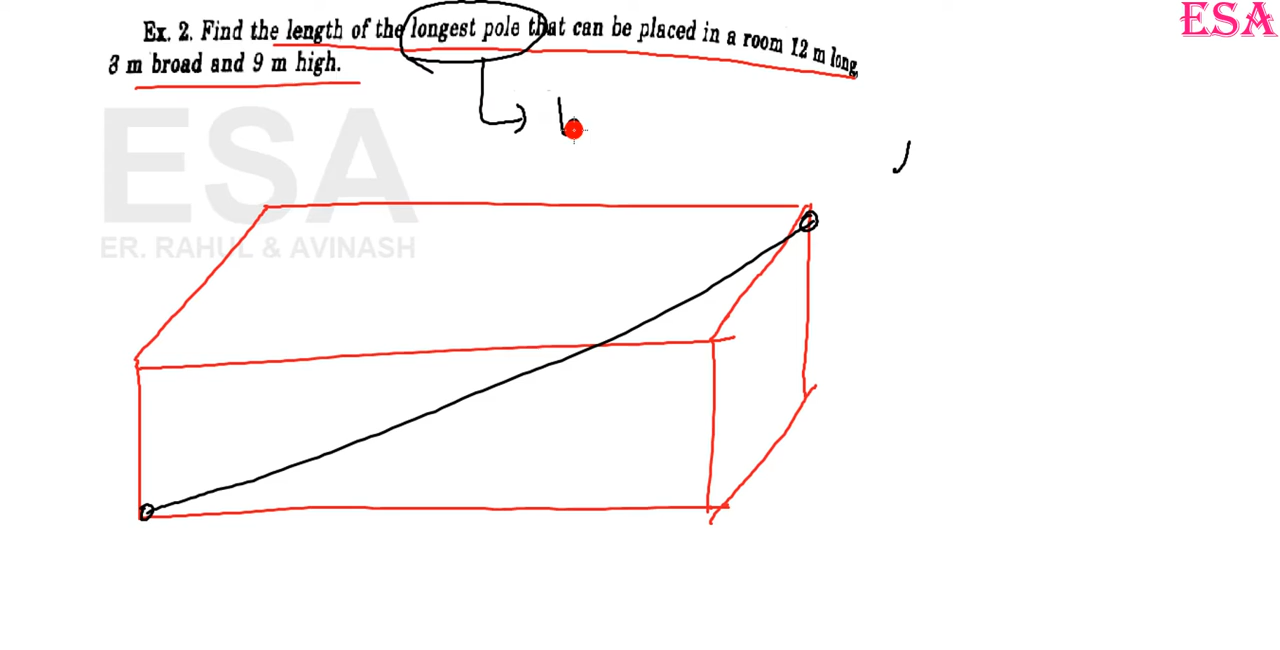 ESA
Ex. 2. Find the length of the longest pole that can be placed in a room 12 m long
8 m broad and 9 m high.
ESA
ER. RAHUL & AVINASH